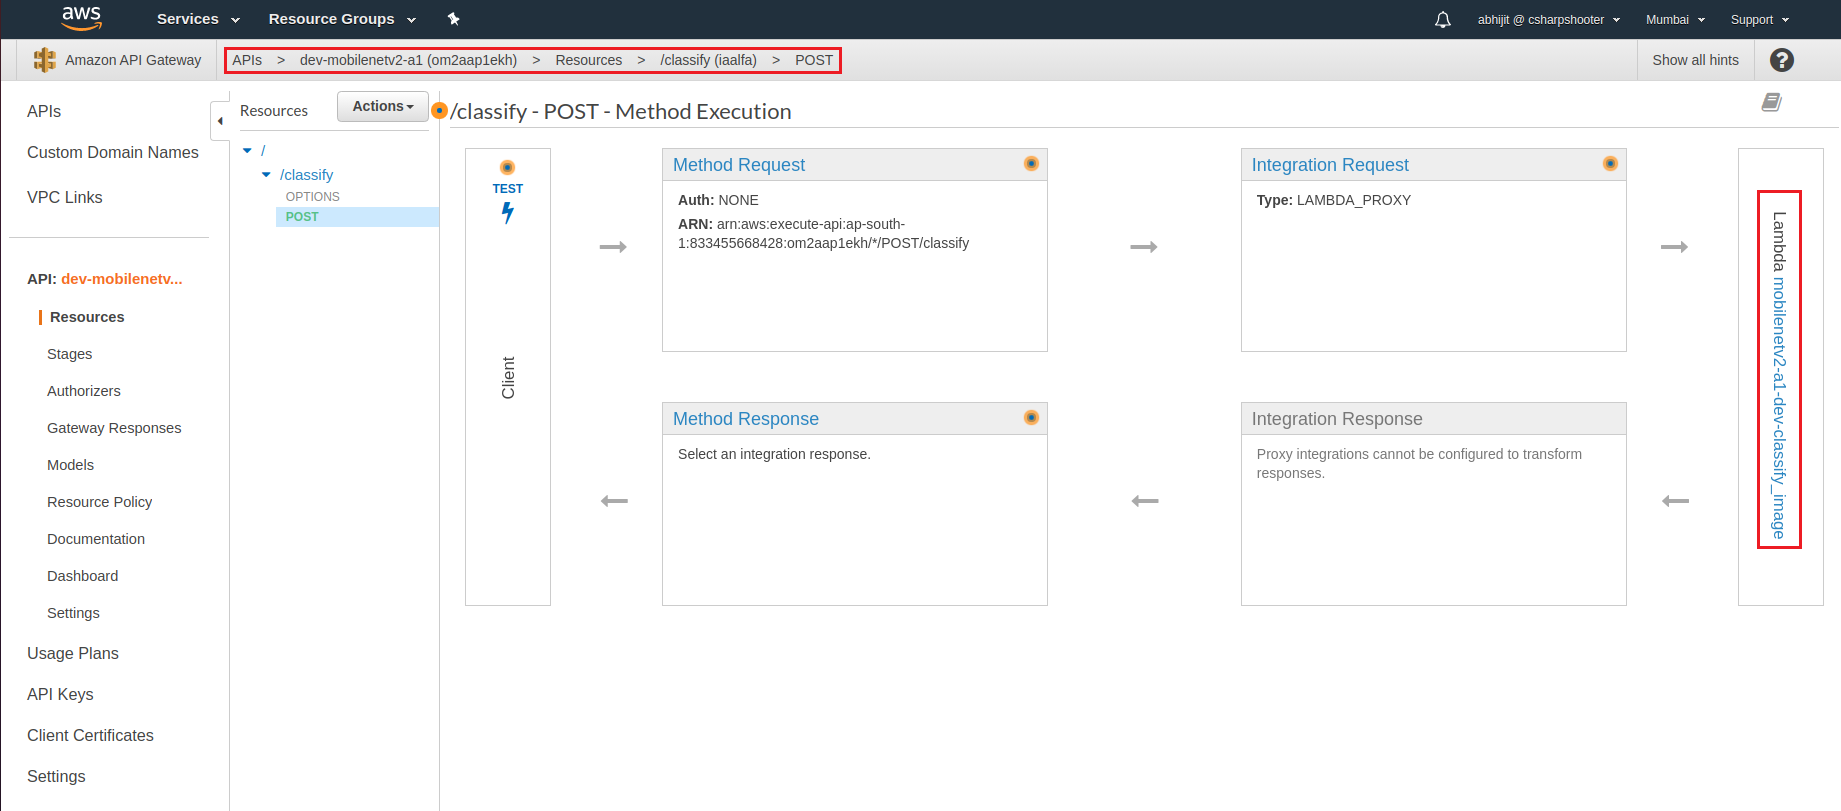 aws Services Resource Groups abhijit @ csharpshooter Mumbai Support
Amazon API Gateway APIs > dev-mobilenetv2-a1 (om2aap1ekh) > Resources > /classify (iaalfa) > POST Show all hints ?
APIs
Custom Domain Names
VPC Links
API: dev-mobilenetv...
Resources
Stages
Authorizers
Gateway Responses
Models
Resource Policy
Documentation
Dashboard
Settings
Usage Plans
API Keys
Client Certificates
Settings
Resources Actions
/
/classify
OPTIONS
POST
/classify - POST - Method Execution
TEST
Client
Method Request
Auth: NONE
ARN: arn:aws:execute-api:ap-south-
1:833455668428:om2aap1ekh/*/POST/classify
Integration Request
Type: LAMBDA_PROXY
Lambda mobilenetv2-a1-dev-classify_image
Method Response
Select an integration response.
Integration Response
Proxy integrations cannot be configured to transform
responses.